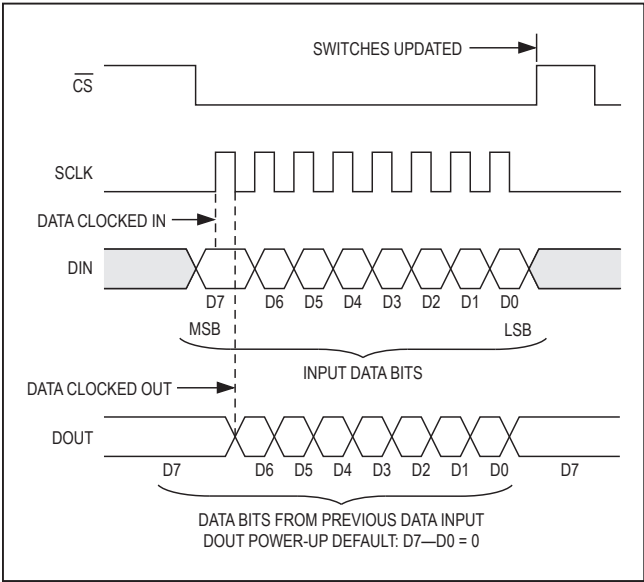 SWITCHES UPDATED
CS
SCLK
DATA CLOCKED IN
DIN
D7 D6 D5 D4 D3 D2 D1 D0
MSB LSB
INPUT DATA BITS
DATA CLOCKED OUT
DOUT
D7 D6 D5 D4 D3 D2 D1 D0 D7
DATA BITS FROM PREVIOUS DATA INPUT
DOUT POWER-UP DEFAULT: D7—D0 = 0